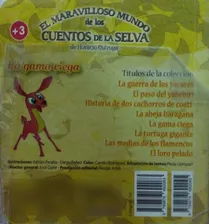 +3
EL MARAVILLOSO MUNDO
de los
CUENTOS DE LA SELVA
de Horacio Quiroga
La gama ciega
Títulos de la colección
La guerra de los yacarés
El paso del yabebirí
Historia de dos cachorros de coatí
La abeja haragana
La gama ciega
La tortuga gigante
Las medias de los flamencos
El loro pelado